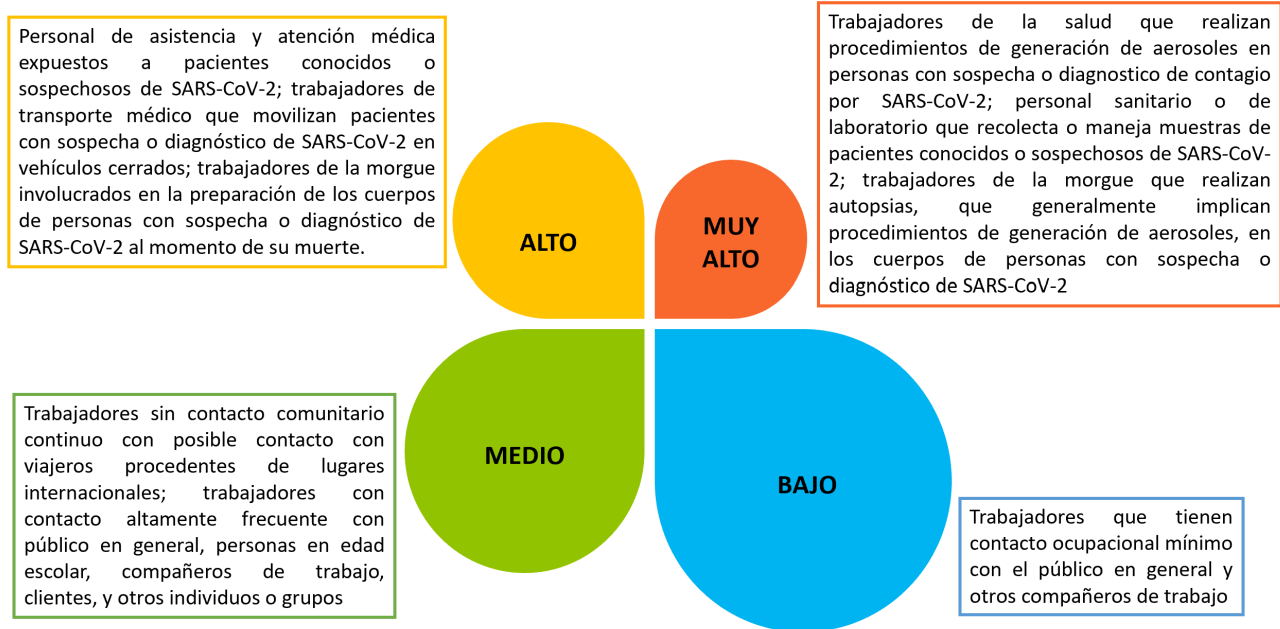 Personal de asistencia y atención médica
expuestos a pacientes conocidos o
sospechosos de SARS-CoV-2; trabajadores de
transporte médico que movilizan pacientes
con sospecha o diagnóstico de SARS-CoV-2 en
vehículos cerrados; trabajadores de la morgue
involucrados en la preparación de los cuerpos
de personas con sospecha o diagnóstico de
SARS-CoV-2 al momento de su muerte.
ALTO
MUY
ALTO
Trabajadores de la salud que realizan
procedimientos de generación de aerosoles en
personas con sospecha o diagnostico de contagio
por SARS-CoV-2; personal sanitario o de
laboratorio que recolecta o maneja muestras de
pacientes conocidos o sospechosos de SARS-CoV-
2; trabajadores de la morgue que realizan
autopsias, que generalmente implican
procedimientos de generación de aerosoles, en
los cuerpos de personas con sospecha o
diagnóstico de SARS-CoV-2
Trabajadores sin contacto comunitario
continuo con posible contacto con
viajeros procedentes de lugares
internacionales; trabajadores con
contacto altamente frecuente con
público en general, personas en edad
escolar, compañeros de trabajo,
clientes, y otros individuos o grupos
MEDIO
BAJO
Trabajadores que tienen
contacto ocupacional mínimo
con el público en general y
otros compañeros de trabajo